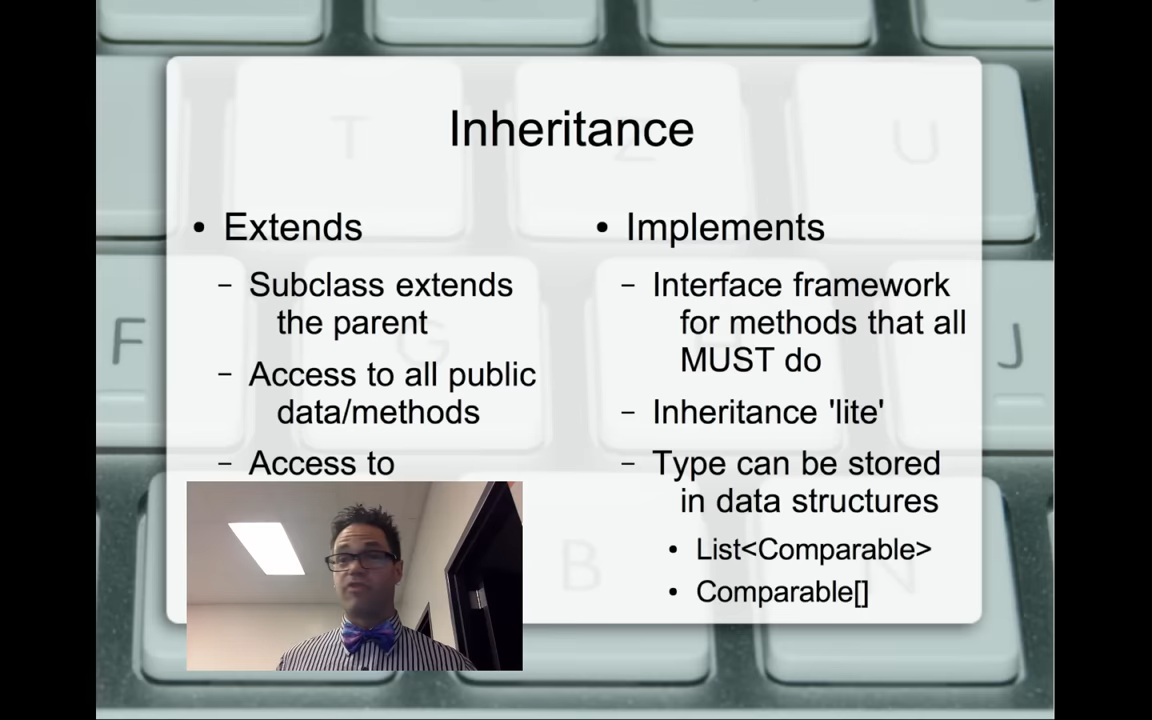 Inheritance
• Extends
– Subclass extends
the parent
– Access to all public
data/methods
– Access to
• Implements
– Interface framework
for methods that all
MUST do
– Inheritance 'lite'
– Type can be stored
in data structures
• List<Comparable>
• Comparable[]
T
Z
U
F
G
J
B
N